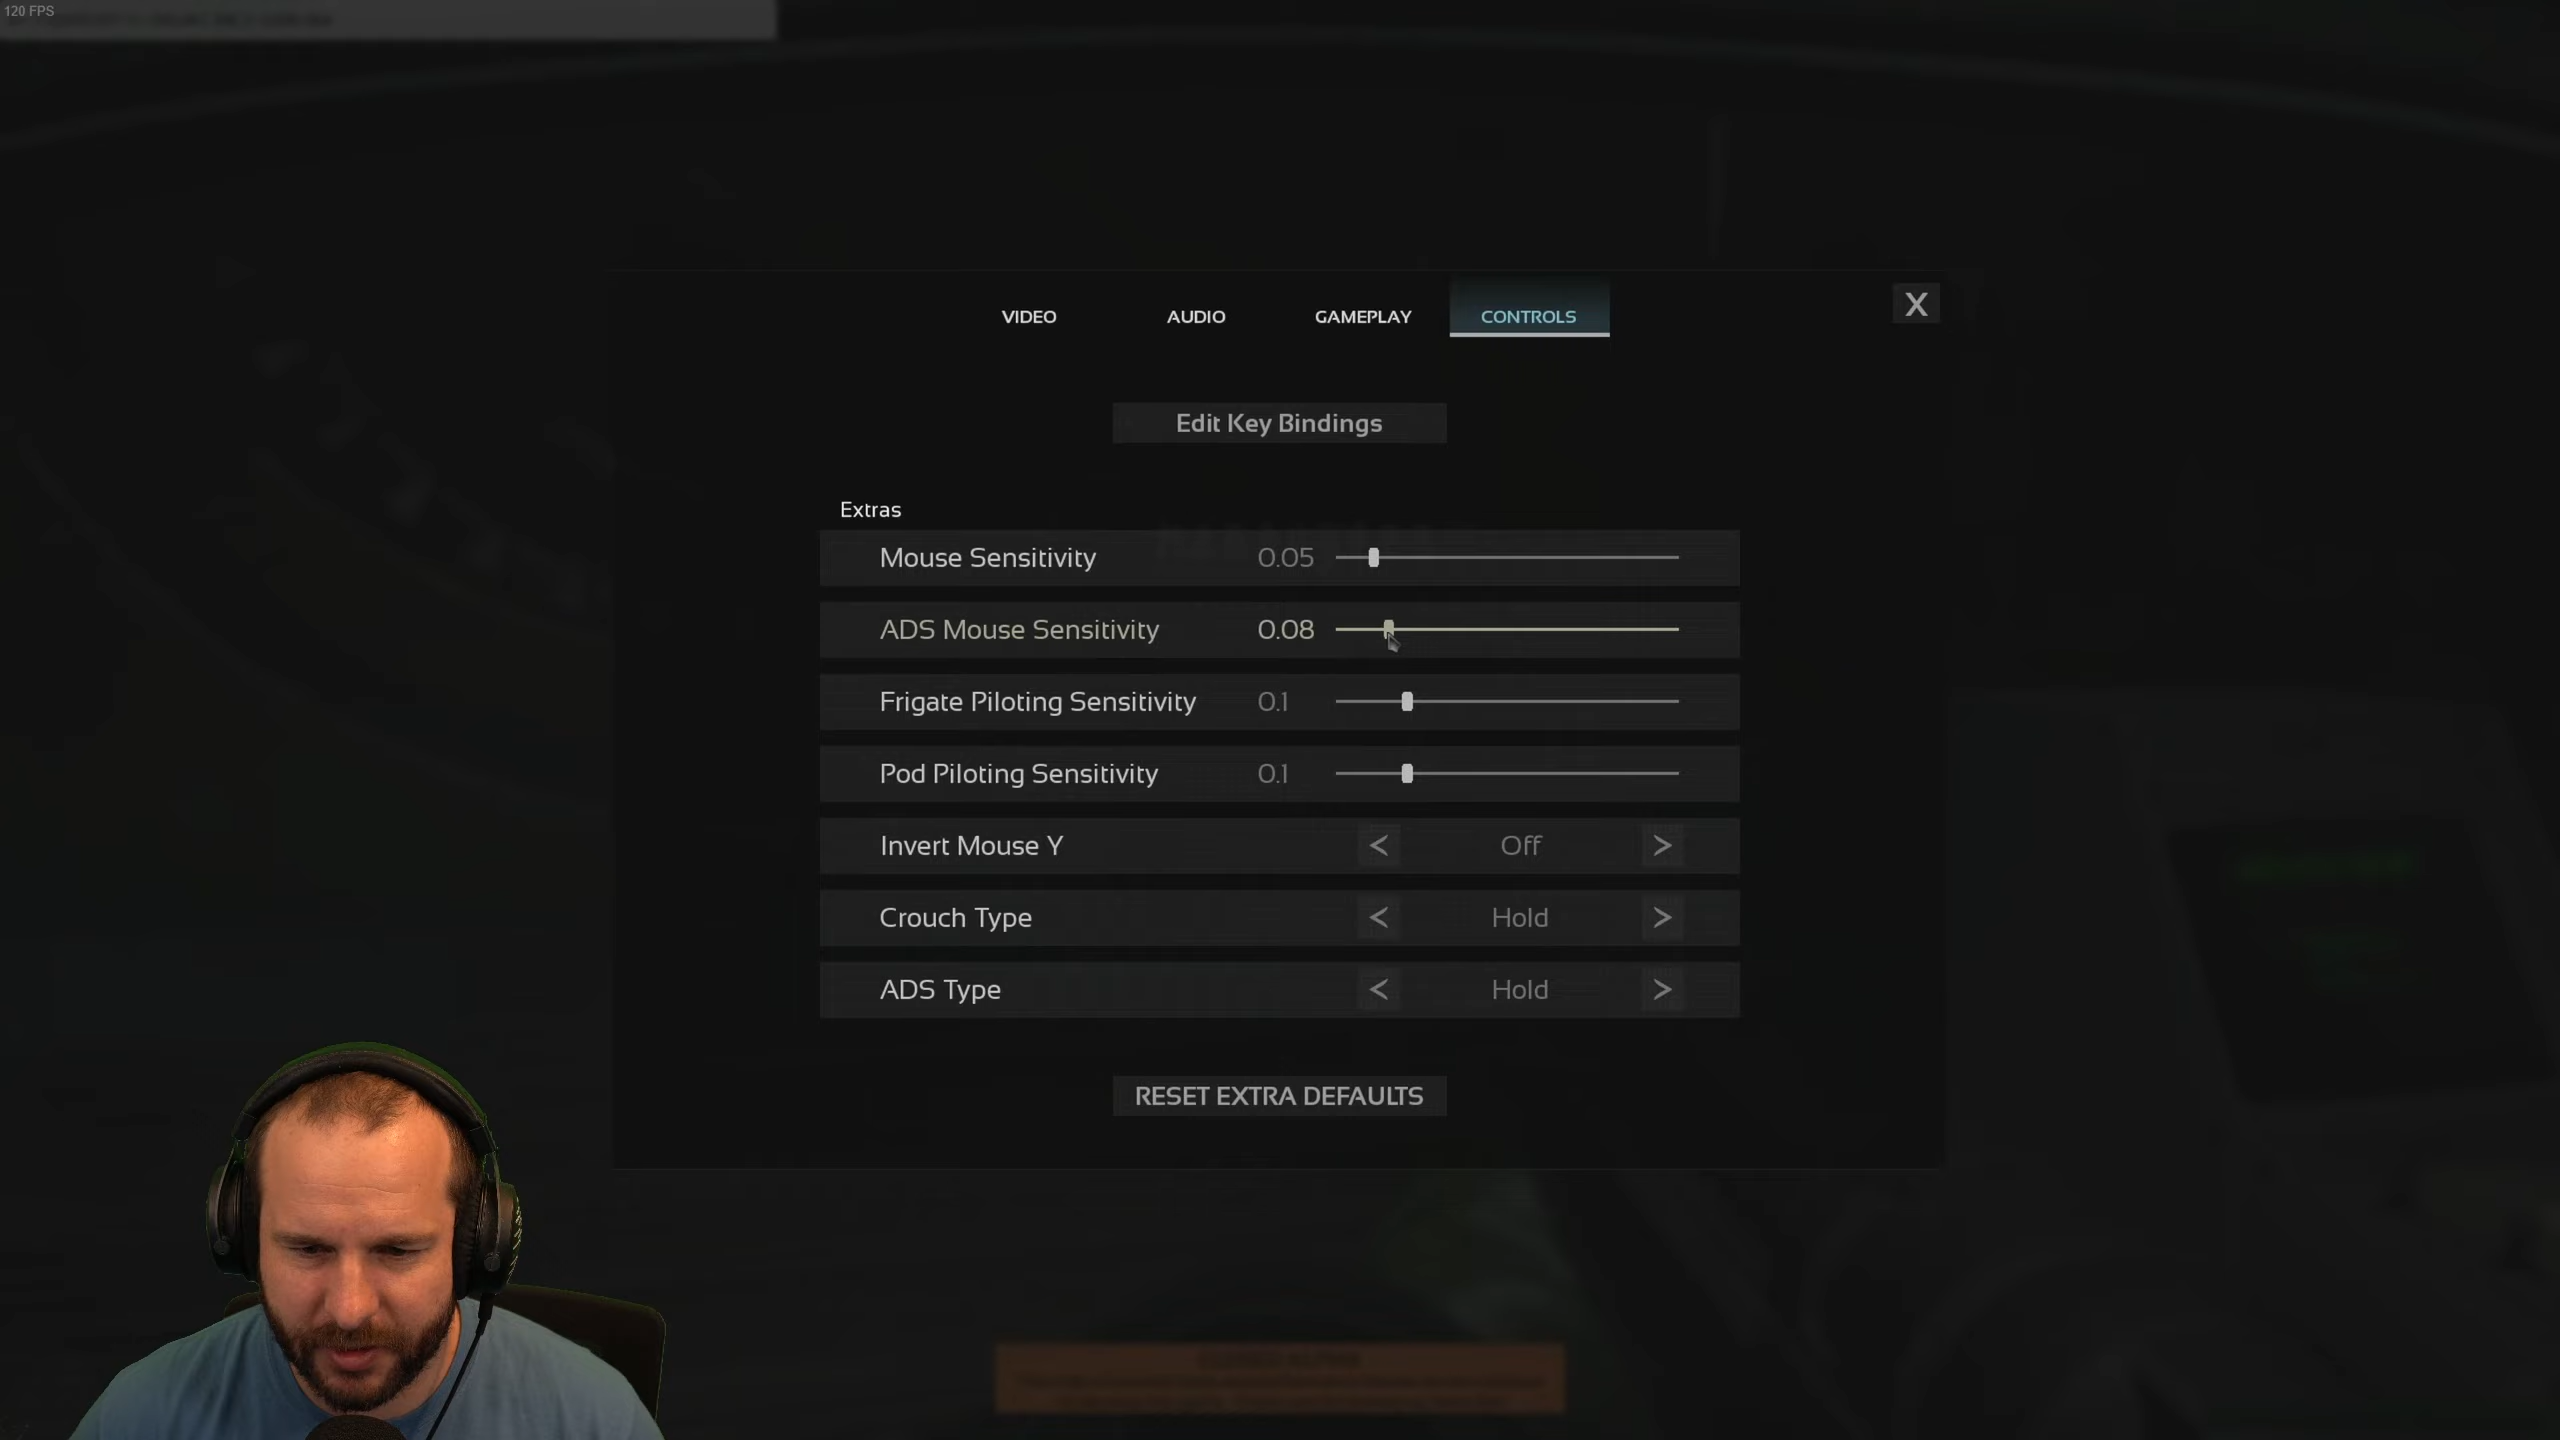 120 FPS
VIDEO
AUDIO
GAMEPLAY
CONTROLS
X
Edit Key Bindings
Extras
Mouse Sensitivity 0.05
ADS Mouse Sensitivity 0.08
Frigate Piloting Sensitivity 0.1
Pod Piloting Sensitivity 0.1
Invert Mouse Y < Off >
Crouch Type < Hold >
ADS Type < Hold >
RESET EXTRA DEFAULTS